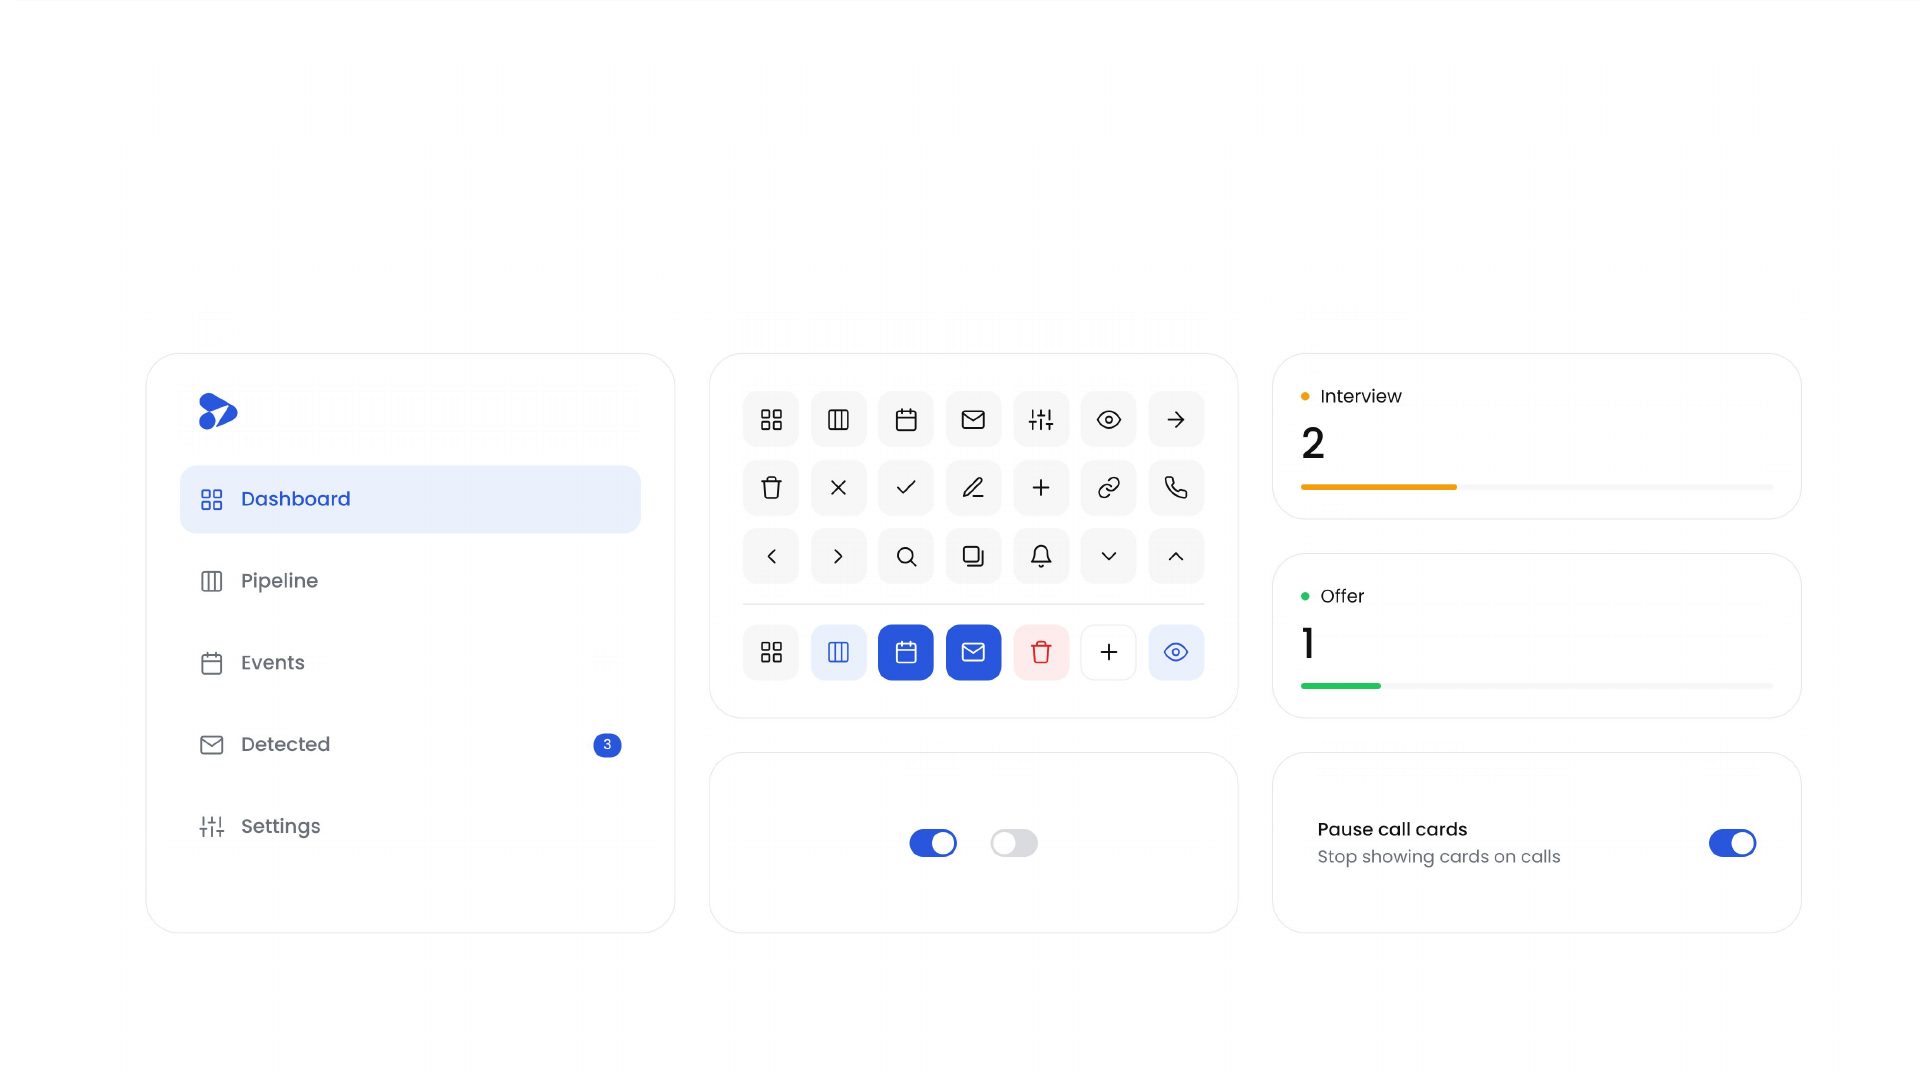 Dashboard
Pipeline
Events
Detected
3
Settings
Interview
2
Offer
1
Pause call cards
Stop showing cards on calls